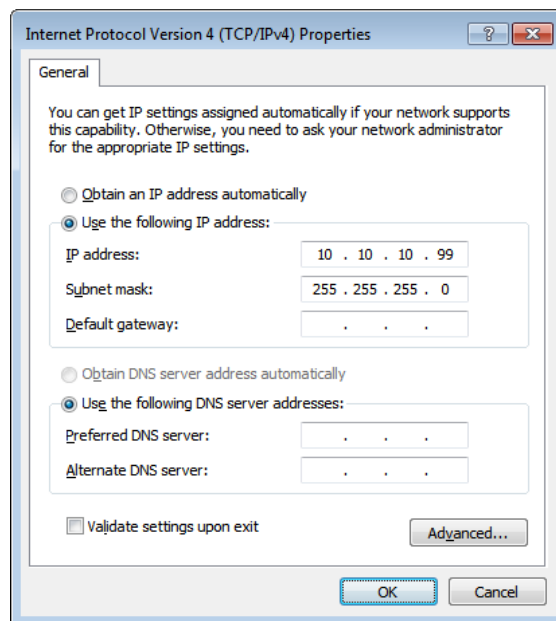 Internet Protocol Version 4 (TCP/IPv4) Properties
?
General
You can get IP settings assigned automatically if your network supports
this capability. Otherwise, you need to ask your network administrator
for the appropriate IP settings.
Obtain an IP address automatically
Use the following IP address:
IP address: 10 . 10 . 10 . 99
Subnet mask: 255 . 255 . 255 . 0
Default gateway: . . .
Obtain DNS server address automatically
Use the following DNS server addresses:
Preferred DNS server: . . .
Alternate DNS server: . . .
Validate settings upon exit
Advanced...
OK Cancel